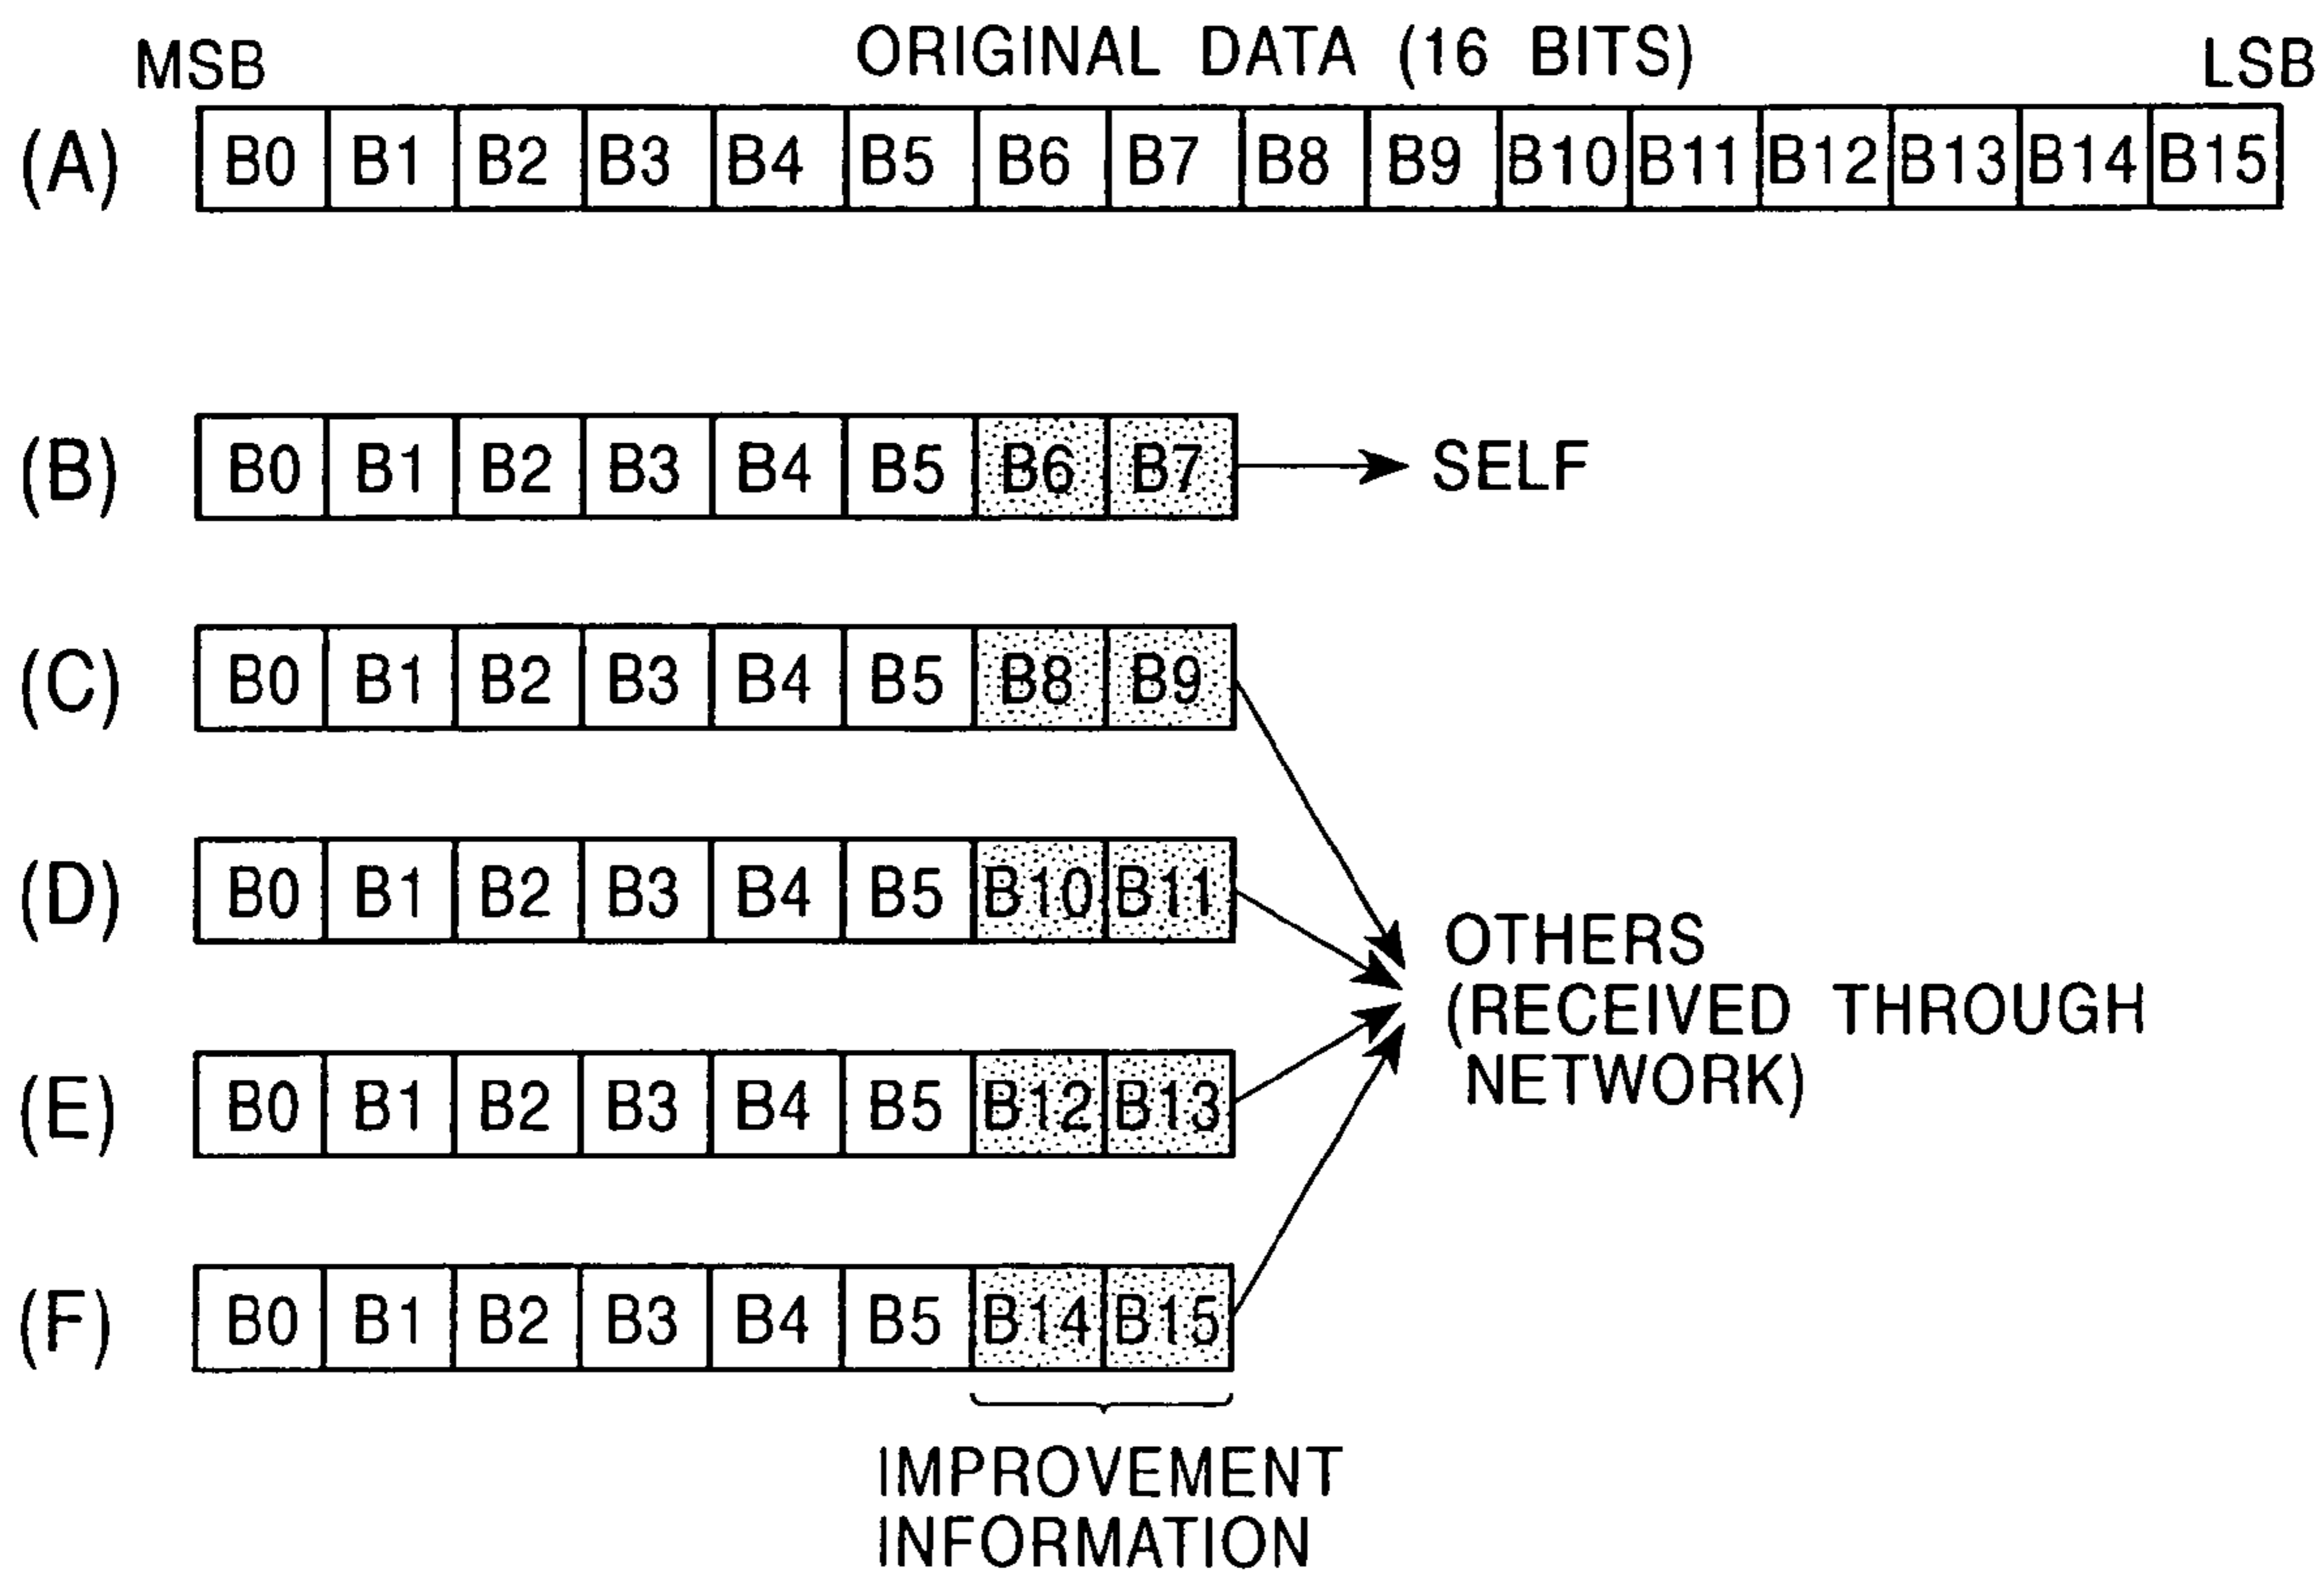 ORIGINAL DATA (16 BITS)
MSB LSB
(A) B0 B1 B2 B3 B4 B5 B6 B7 B8 B9 B10 B11 B12 B13 B14 B15
(B) B0 B1 B2 B3 B4 B5 B6 B7 SELF
(C) B0 B1 B2 B3 B4 B5 B8 B9
(D) B0 B1 B2 B3 B4 B5 B10 B11
OTHERS
(RECEIVED THROUGH
NETWORK)
(E) B0 B1 B2 B3 B4 B5 B12 B13
(F) B0 B1 B2 B3 B4 B5 B14 B15
IMPROVEMENT
INFORMATION